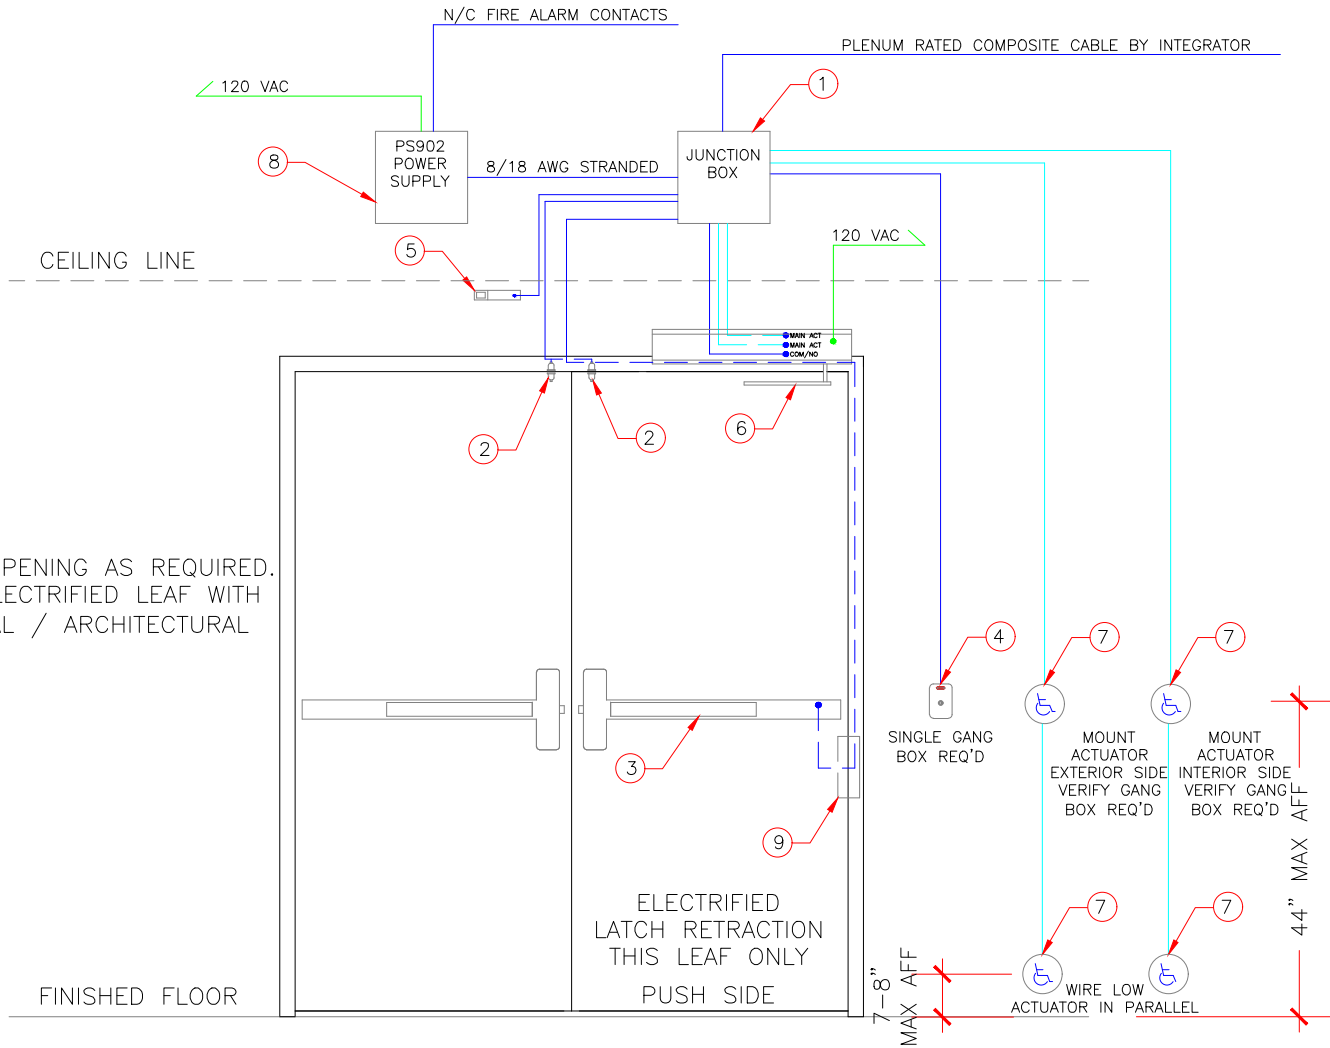 N/C FIRE ALARM CONTACTS
PLENUM RATED COMPOSITE CABLE BY INTEGRATOR
120 VAC
1
PS902
POWER
SUPPLY
8
8/18 AWG STRANDED
JUNCTION
BOX
120 VAC
5
CEILING LINE
MAIN ACT
MAIN ACT
COM/NO
2
2
6
PENING AS REQUIRED.
LECTRIFIED LEAF WITH
AL / ARCHITECTURAL
4
7
7
SINGLE GANG
BOX REQ'D
MOUNT
ACTUATOR
EXTERIOR SIDE
VERIFY GANG
BOX REQ'D
MOUNT
ACTUATOR
INTERIOR SIDE
VERIFY GANG
BOX REQ'D
3
9
44" MAX AFF
ELECTRIFIED
LATCH RETRACTION
THIS LEAF ONLY
PUSH SIDE
7
7
7-8"
MAX AFF
WIRE LOW
ACTUATOR IN PARALLEL
FINISHED FLOOR